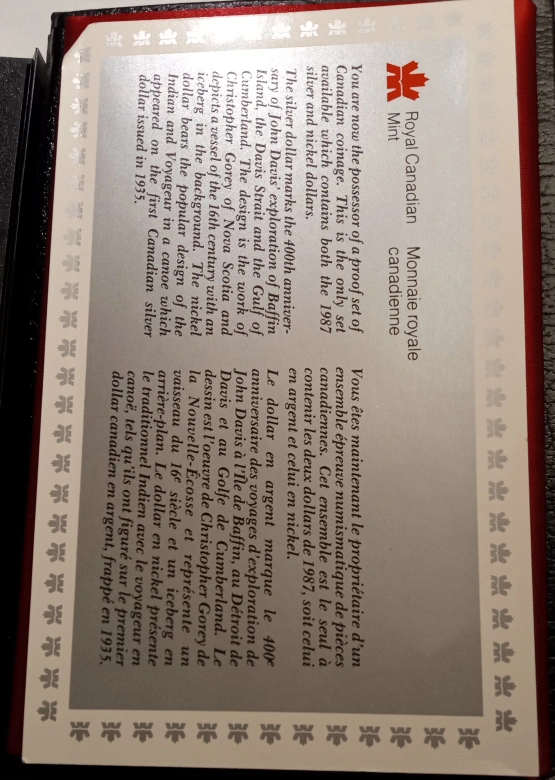 Royal Canadian
Mint
Monnaie royale
canadienne
You are now the possessor of a proof set of
Canadian coinage. This is the only set
available which contains both the 1987
silver and nickel dollars.
The silver dollar marks the 400th anniver-
sary of John Davis' exploration of Baffin
Island, the Davis Strait and the Gulf of
Cumberland. The design is the work of
Christopher Gorey of Nova Scotia and
depicts a vessel of the 16th century with an
iceberg in the background. The nickel
dollar bears the popular design of the
Indian and Voyageur in a canoe which
appeared on the first Canadian silver
dollar issued in 1935.
Vous êtes maintenant le propriétaire d'un
ensemble épreuve numismatique de pièces
canadiennes. Cet ensemble est le seul à
contenir les deux dollars de 1987, soit celui
en argent et celui en nickel.
Le dollar en argent marque le 400e
anniversaire des voyages d'exploration de
John Davis à l'île de Baffin, au Détroit de
Davis et au Golfe de Cumberland. Le
dessin est l'oeuvre de Christopher Gorey de
la Nouvelle-Écosse et représente un
vaisseau du 16e siècle et un iceberg en
arrière-plan. Le dollar en nickel présente
le traditionnel Indien avec le voyageur en
canoë, tels qu'ils ont figuré sur le premier
dollar canadien en argent, frappé en 1935.